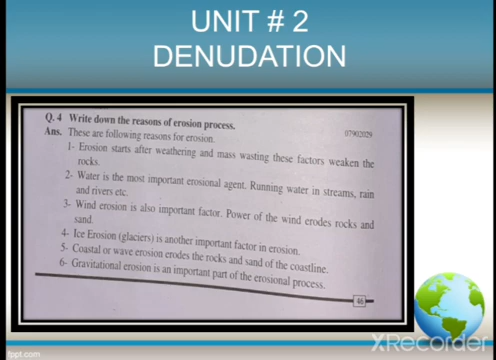 UNIT # 2
DENUDATION
Q. 4 Write down the reasons of erosion process.
07902029
Ans. These are following reasons for erosion.
1- Erosion starts after weathering and mass wasting these factors weaken the
rocks.
2- Water is the most important erosional agent. Running water in streams, rain
and rivers etc.
3- Wind erosion is also important factor. Power of the wind erodes rocks and
sand.
4- Ice Erosion (glaciers) is another important factor in erosion.
5- Coastal or wave erosion erodes the rocks and sand of the coastline.
6- Gravitational erosion is an important part of the erosional process.
46
fppt.com
XRecorder